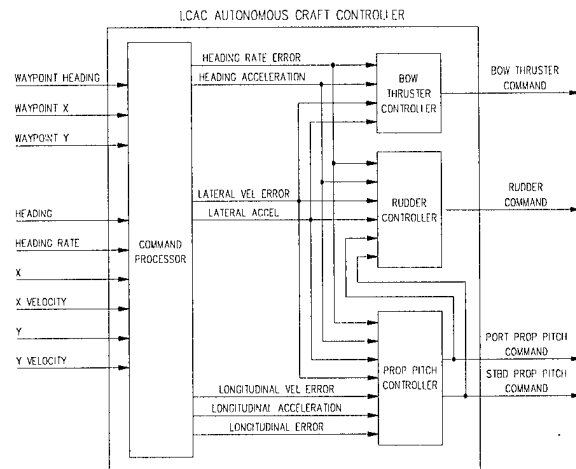 LCAC AUTONOMOUS CRAFT CONTROLLER
HEADING RATE ERROR
HEADING ACCELERATION
BOW
THRUSTER
CONTROLLER
BOW THRUSTER
COMMAND
WAYPOINT HEADING
WAYPOINT X
WAYPOINT Y
LATERAL VEL ERROR
LATERAL ACCEL
RUDDER
CONTROLLER
RUDDER
COMMAND
HEADING
HEADING RATE
X
X VELOCITY
Y
Y VELOCITY
COMMAND
PROCESSOR
PROP PITCH
CONTROLLER
PORT PROP PITCH
COMMAND
STBD PROP PITCH
COMMAND
LONGITUDINAL VEL ERROR
LONGITUDINAL ACCELERATION
LONGITUDINAL ERROR